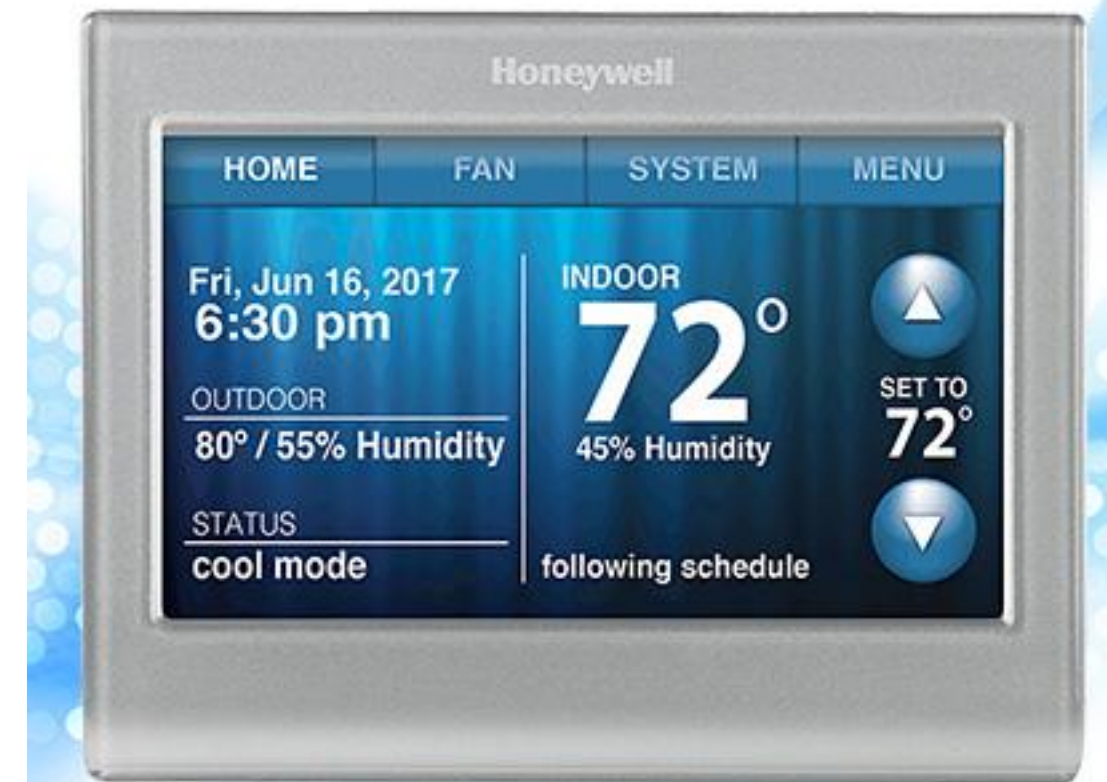 Honeywell
HOME FAN SYSTEM MENU
Fri, Jun 16, 2017
6:30 pm
OUTDOOR
80° / 55% Humidity
STATUS
cool mode
INDOOR
72°
45% Humidity
following schedule
SET TO
72°